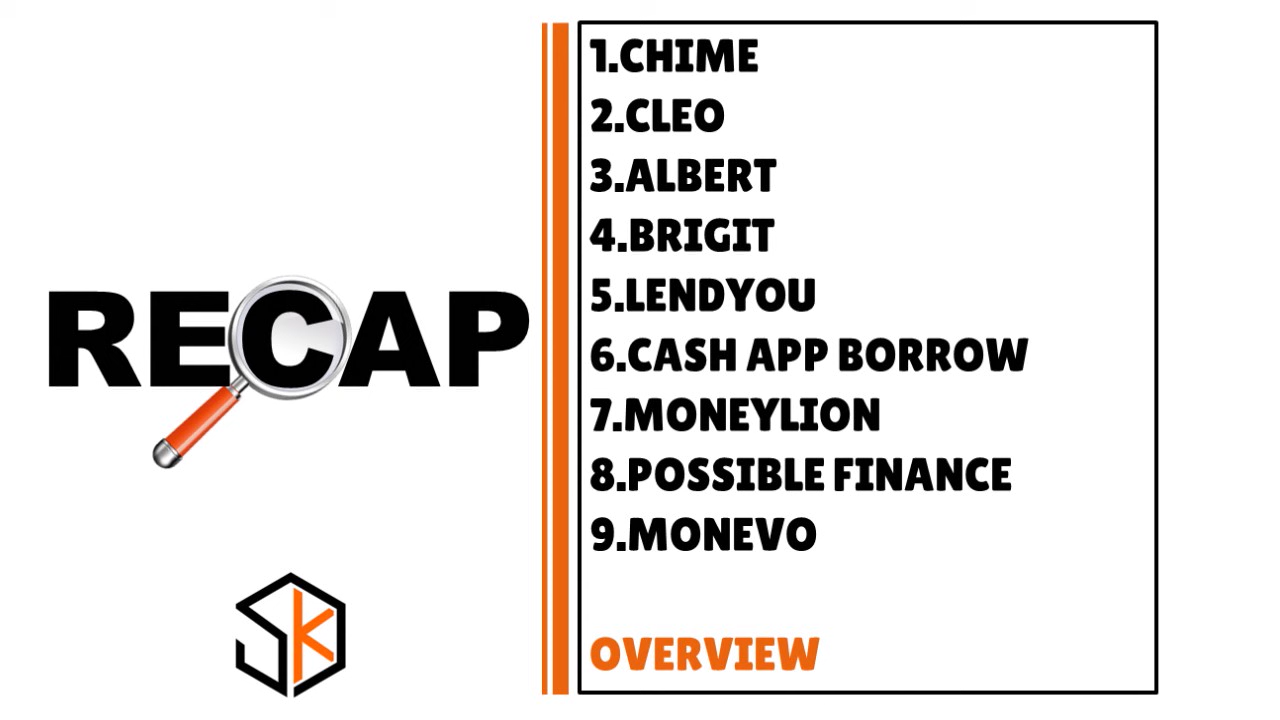 RECAP
SK
1.CHIME
2.CLEO
3.ALBERT
4.BRIGIT
5.LENDYOU
6.CASH APP BORROW
7.MONEYLION
8.POSSIBLE FINANCE
9.MONEVO
OVERVIEW